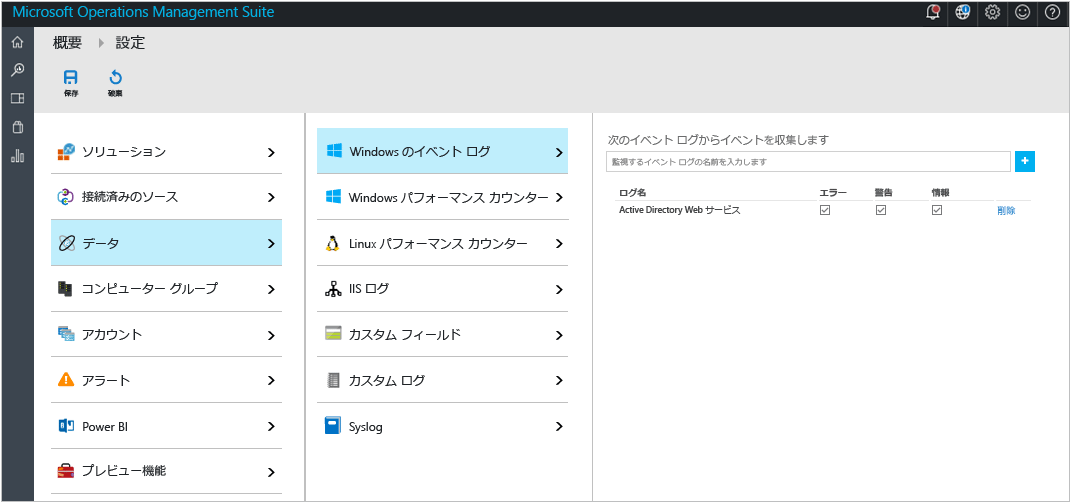 Microsoft Operations Management Suite
概要 設定
保存 破棄
ソリューション
接続済みのソース
データ
コンピューター グループ
アカウント
アラート
Power BI
プレビュー機能
Windows のイベント ログ
Windows パフォーマンス カウンター
Linux パフォーマンス カウンター
IIS ログ
カスタム フィールド
カスタム ログ
Syslog
次のイベント ログからイベントを収集します
監視するイベント ログの名前を入力します
ログ名 エラー 警告 情報
Active Directory Web サービス 削除